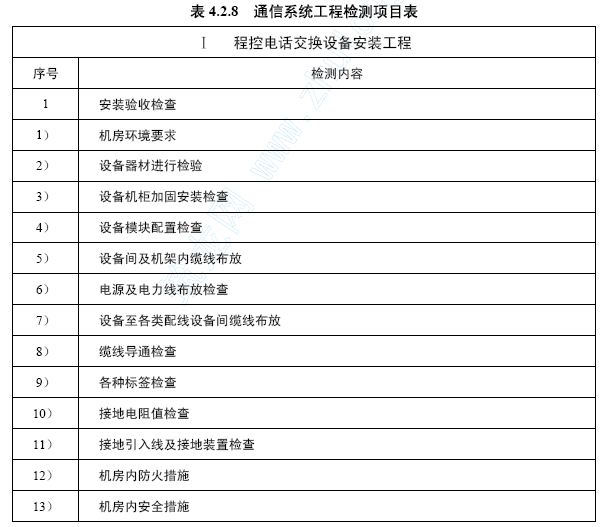 表 4.2.8 通信系统工程检测项目表
Ⅰ 程控电话交换设备安装工程
序号 检测内容
1 安装验收检查
1） 机房环境要求
2） 设备器材进行检验
3） 设备机柜加固安装检查
4） 设备模块配置检查
5） 设备间及机架内缆线布放
6） 电源及电力线布放检查
7） 设备至各类配线设备间缆线布放
8） 缆线导通检查
9） 各种标签检查
10） 接地电阻值检查
11） 接地引入线及接地装置检查
12） 机房内防火措施
13） 机房内安全措施